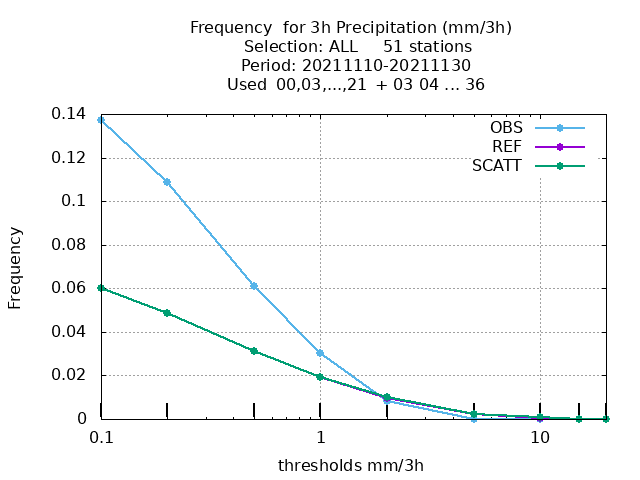 Frequency for 3h Precipitation (mm/3h)
Selection: ALL 51 stations
Period: 20211110-20211130
Used 00,03,...,21 + 03 04 ... 36
0.14
0.12
0.1
0.08
0.06
0.04
0.02
0
Frequency
OBS
REF
SCATT
0.1 1 10
thresholds mm/3h